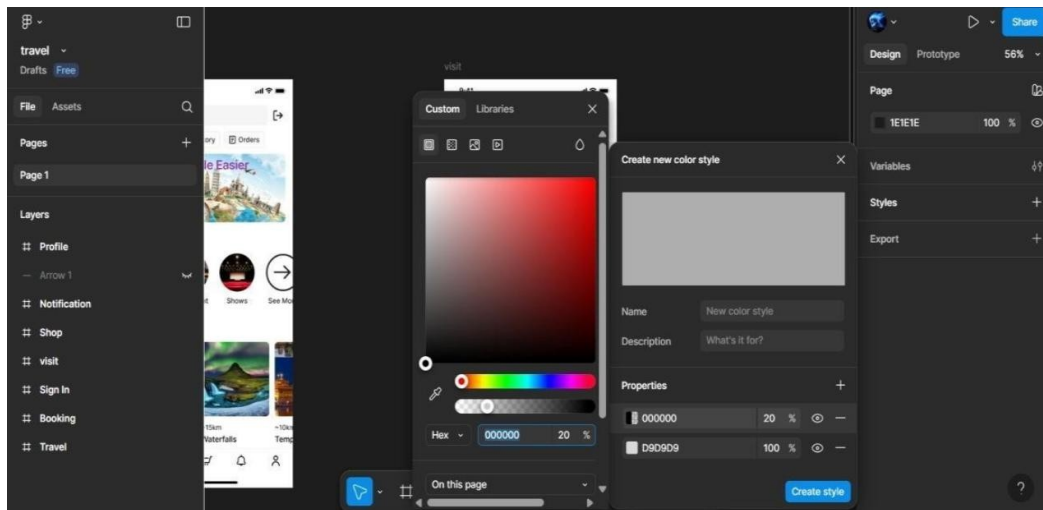 travel
Drafts Free
File Assets
Pages
Page 1
Layers
Profile
Arrow 1
Notification
Shop
visit
Sign In
Booking
Travel
visit
Orders
le Easier
Shows
See Mo
~15km
Waterfalls
~10km
Temp
Custom Libraries
Hex 000000 20 %
On this page
Create new color style
Name New color style
Description What's it for?
Properties
000000 20 %
D9D9D9 100 %
Create style
Share
Design Prototype 56%
Page
1E1E1E 100 %
Variables
Styles
Export
?